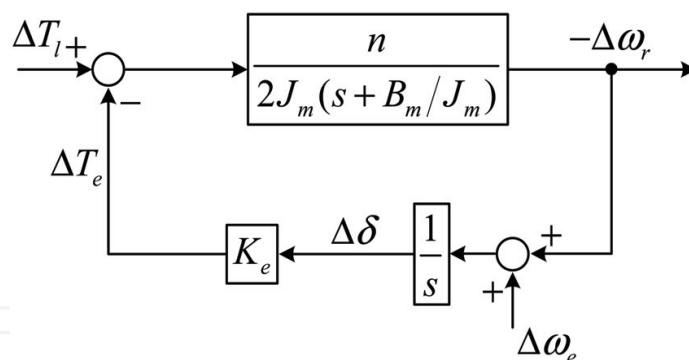 ΔT_l +
n
2J_m(s + B_m/J_m)
−Δω_r
−
ΔT_e
K_e
Δδ
1
s
+
+
Δω_e